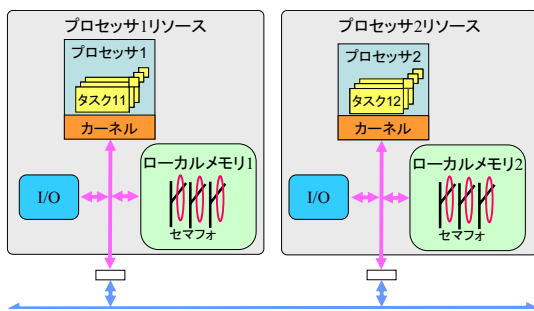 プロセッサ1リソース
プロセッサ1
タスク11
カーネル
I/O
ローカルメモリ1
セマフォ
プロセッサ2リソース
プロセッサ2
タスク12
カーネル
I/O
ローカルメモリ2
セマフォ